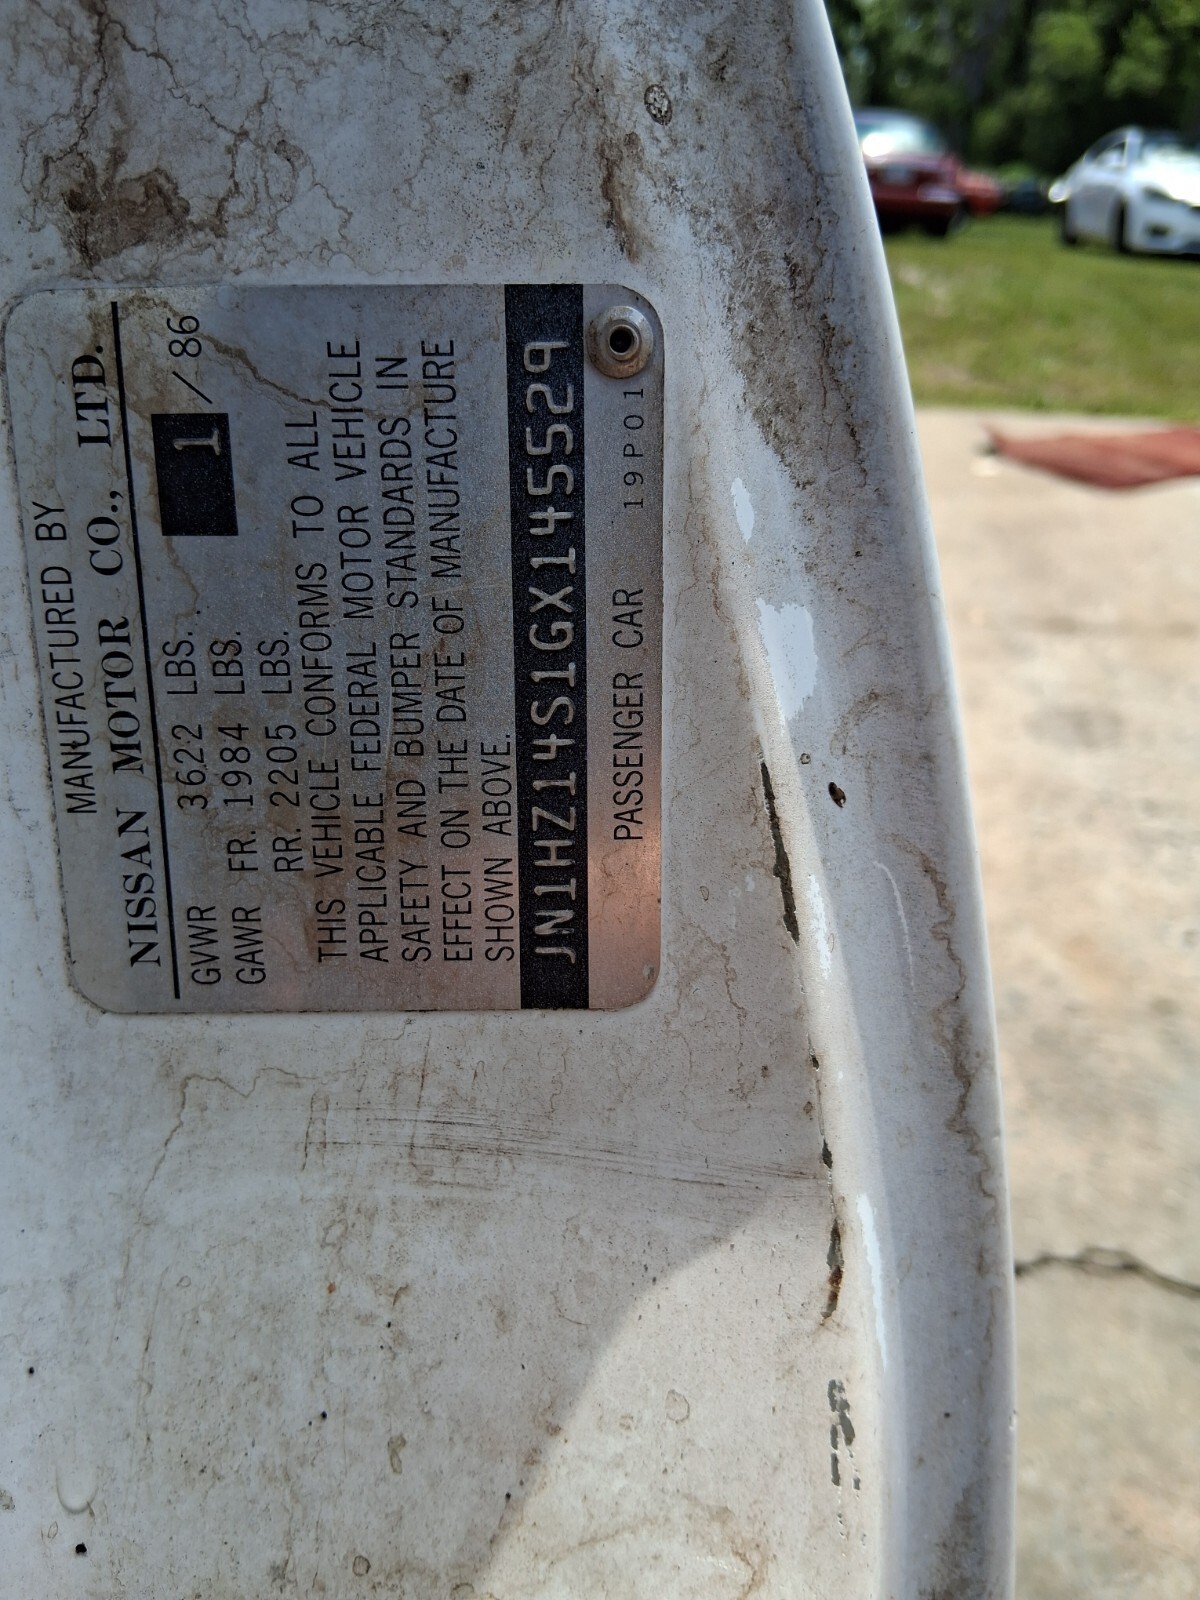 MANUFACTURED BY
NISSAN MOTOR CO., LTD.
GVWR 3622 LBS. 1/86
GAWR FR. 1984 LBS.
RR. 2205 LBS.
THIS VEHICLE CONFORMS TO ALL
APPLICABLE FEDERAL MOTOR VEHICLE
SAFETY AND BUMPER STANDARDS IN
EFFECT ON THE DATE OF MANUFACTURE
SHOWN ABOVE.
JN1HZ14S1GX145529
PASSENGER CAR 19P01